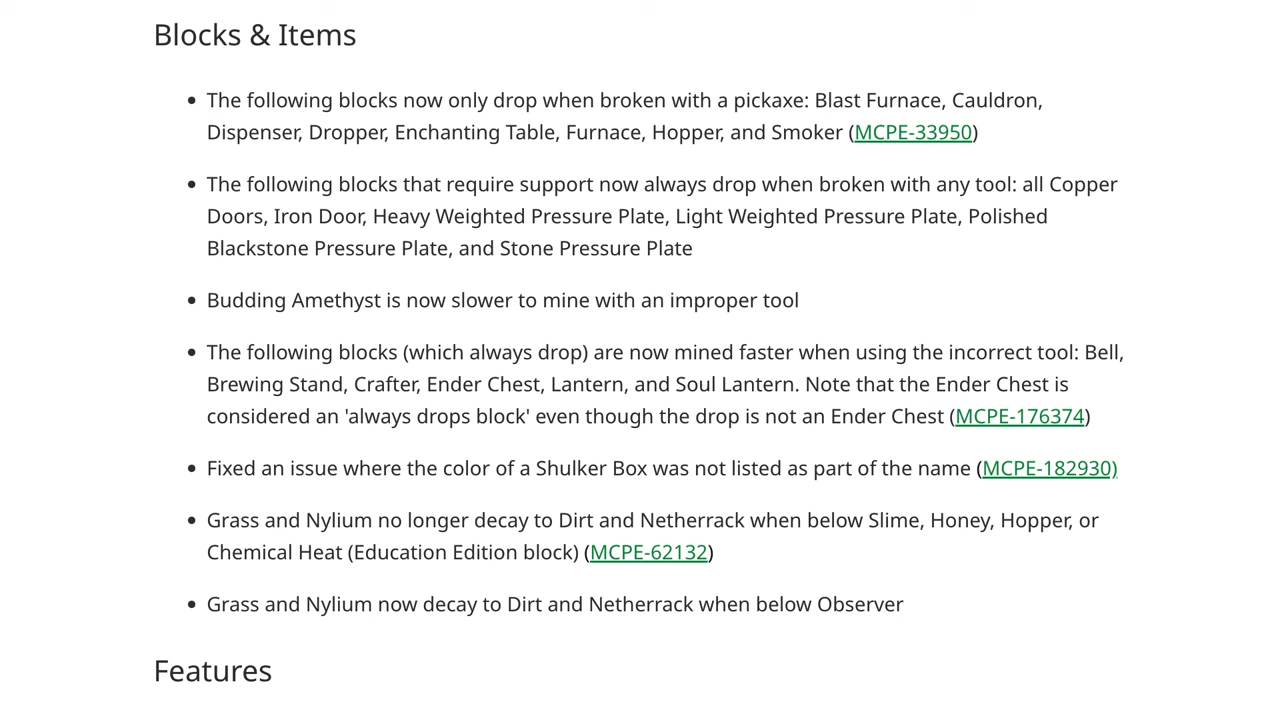 Blocks & Items
• The following blocks now only drop when broken with a pickaxe: Blast Furnace, Cauldron,
Dispenser, Dropper, Enchanting Table, Furnace, Hopper, and Smoker (MCPE-33950)
• The following blocks that require support now always drop when broken with any tool: all Copper
Doors, Iron Door, Heavy Weighted Pressure Plate, Light Weighted Pressure Plate, Polished
Blackstone Pressure Plate, and Stone Pressure Plate
• Budding Amethyst is now slower to mine with an improper tool
• The following blocks (which always drop) are now mined faster when using the incorrect tool: Bell,
Brewing Stand, Crafter, Ender Chest, Lantern, and Soul Lantern. Note that the Ender Chest is
considered an 'always drops block' even though the drop is not an Ender Chest (MCPE-176374)
• Fixed an issue where the color of a Shulker Box was not listed as part of the name (MCPE-182930)
• Grass and Nylium no longer decay to Dirt and Netherrack when below Slime, Honey, Hopper, or
Chemical Heat (Education Edition block) (MCPE-62132)
• Grass and Nylium now decay to Dirt and Netherrack when below Observer
Features